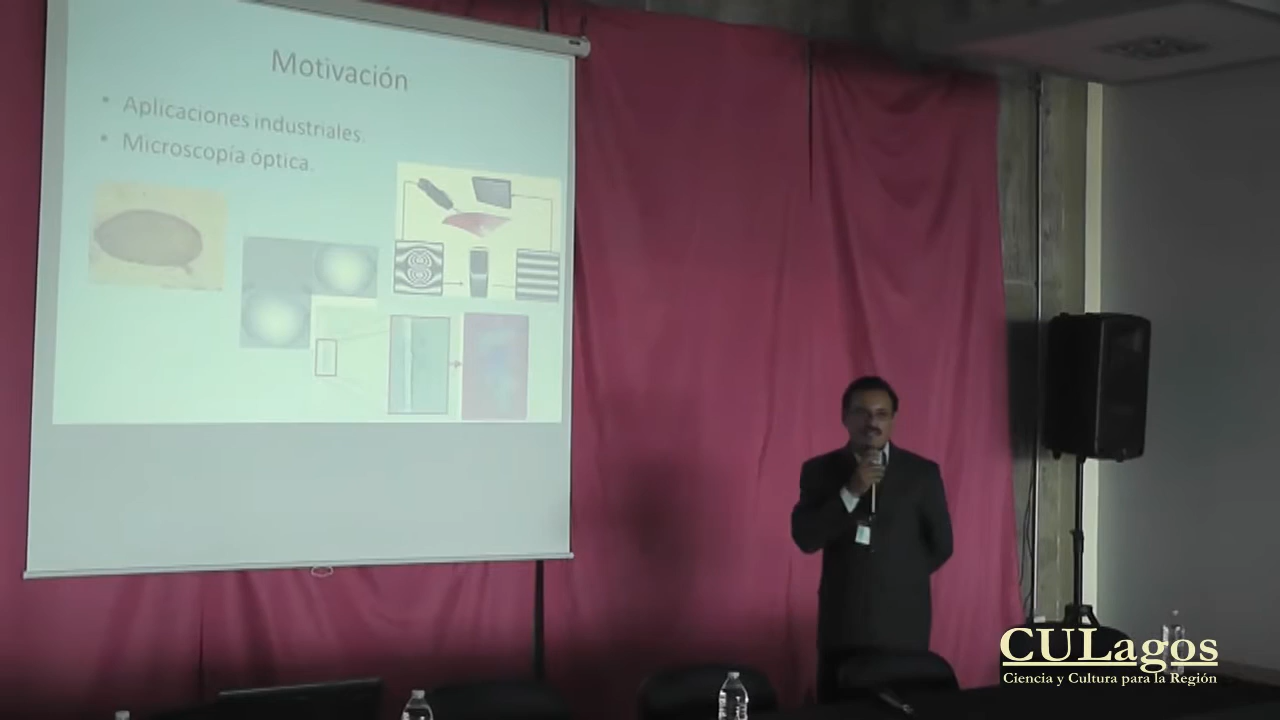 Motivación
• Aplicaciones industriales.
• Microscopía óptica.
CULagos
Ciencia y Cultura para la Región